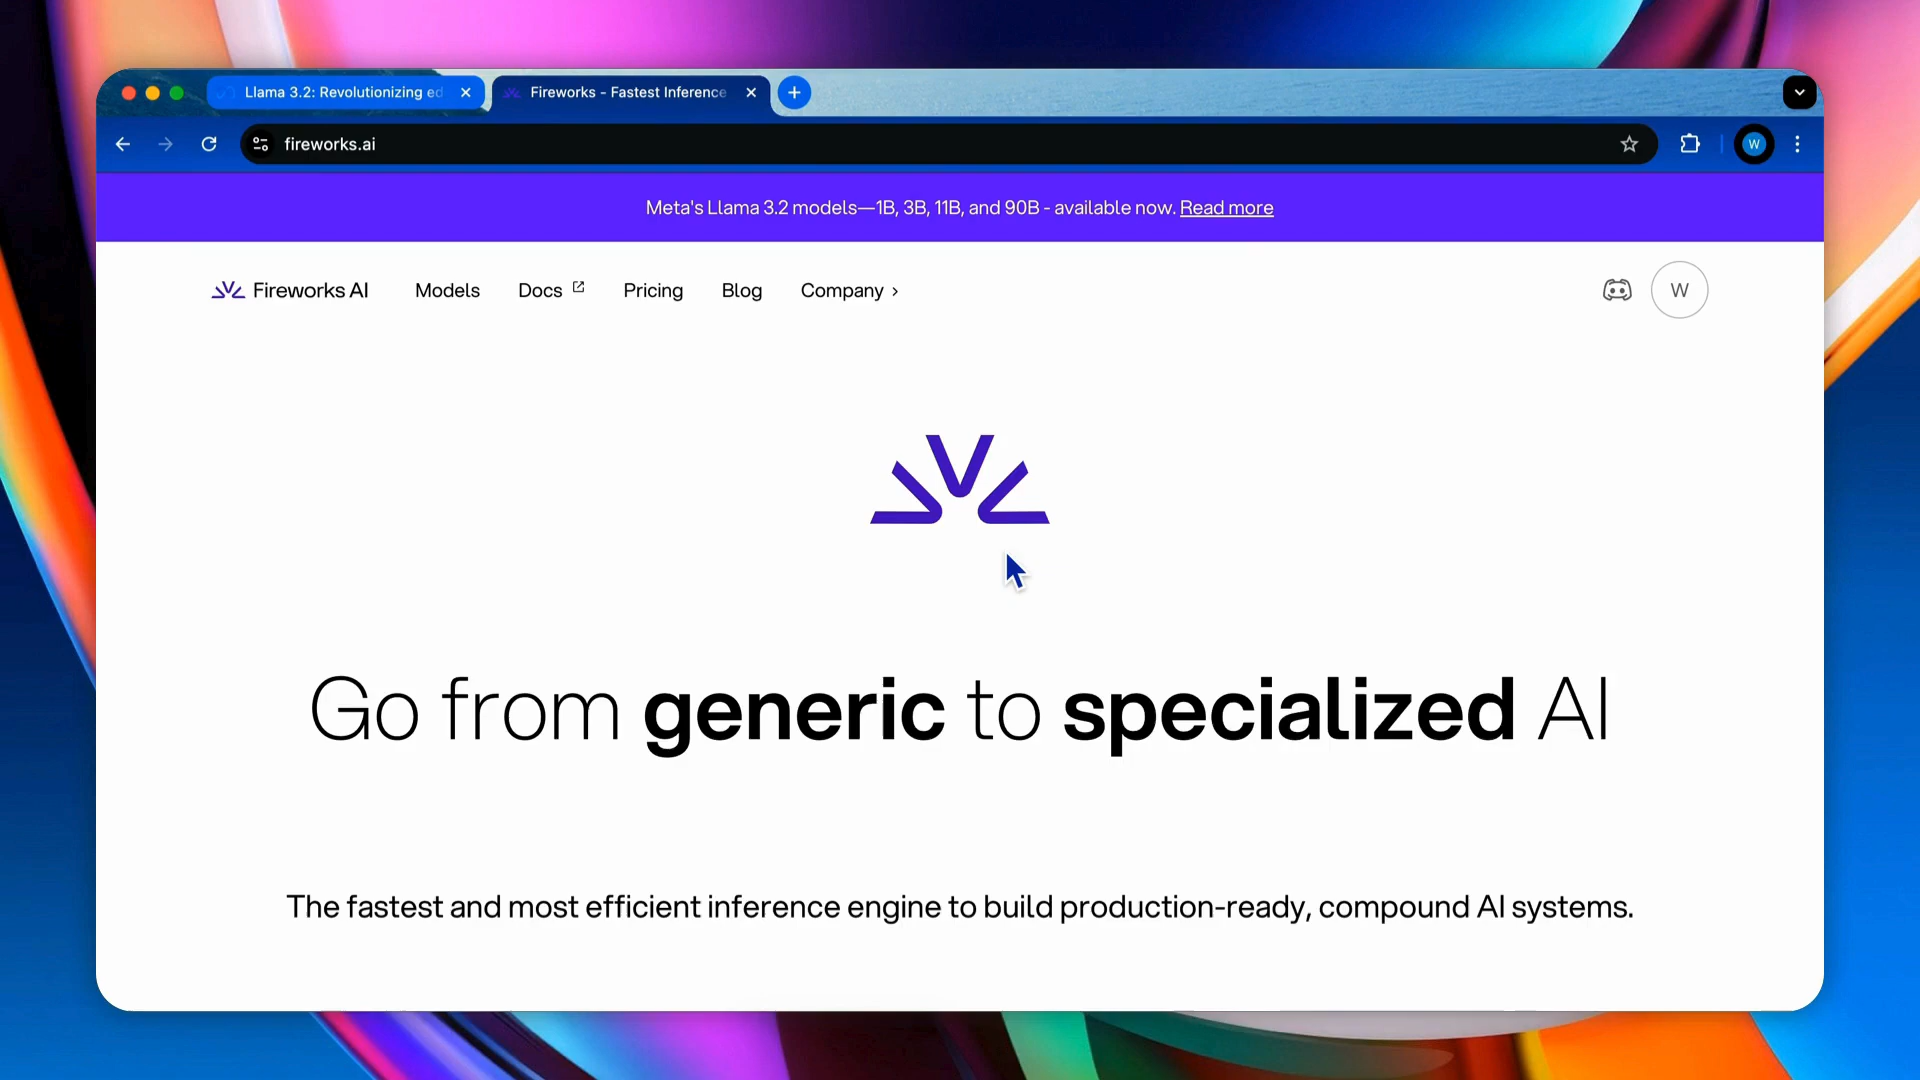 Llama 3.2: Revolutionizing ed
Fireworks - Fastest Inference
fireworks.ai
W
Meta's Llama 3.2 models—1B, 3B, 11B, and 90B - available now. Read more
Fireworks AI
Models
Docs
Pricing
Blog
Company
W
Go from generic to specialized AI
The fastest and most efficient inference engine to build production-ready, compound AI systems.